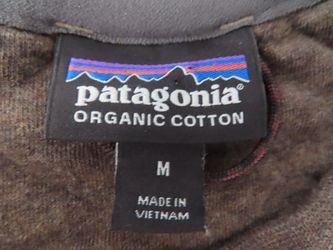 patagonia®
ORGANIC COTTON
M
MADE IN
VIETNAM